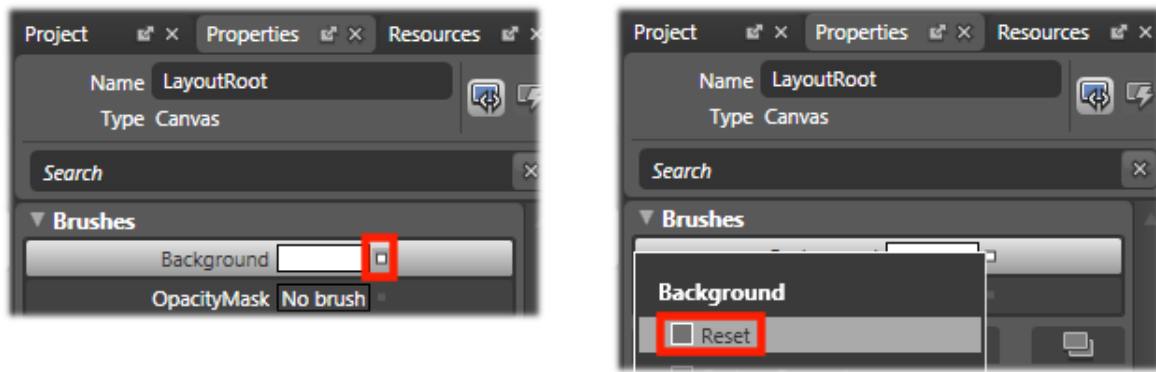 Project Properties Resources
Name LayoutRoot
Type Canvas
Search
Brushes
Background
OpacityMask No brush
Project Properties Resources
Name LayoutRoot
Type Canvas
Search
Brushes
Background
Reset